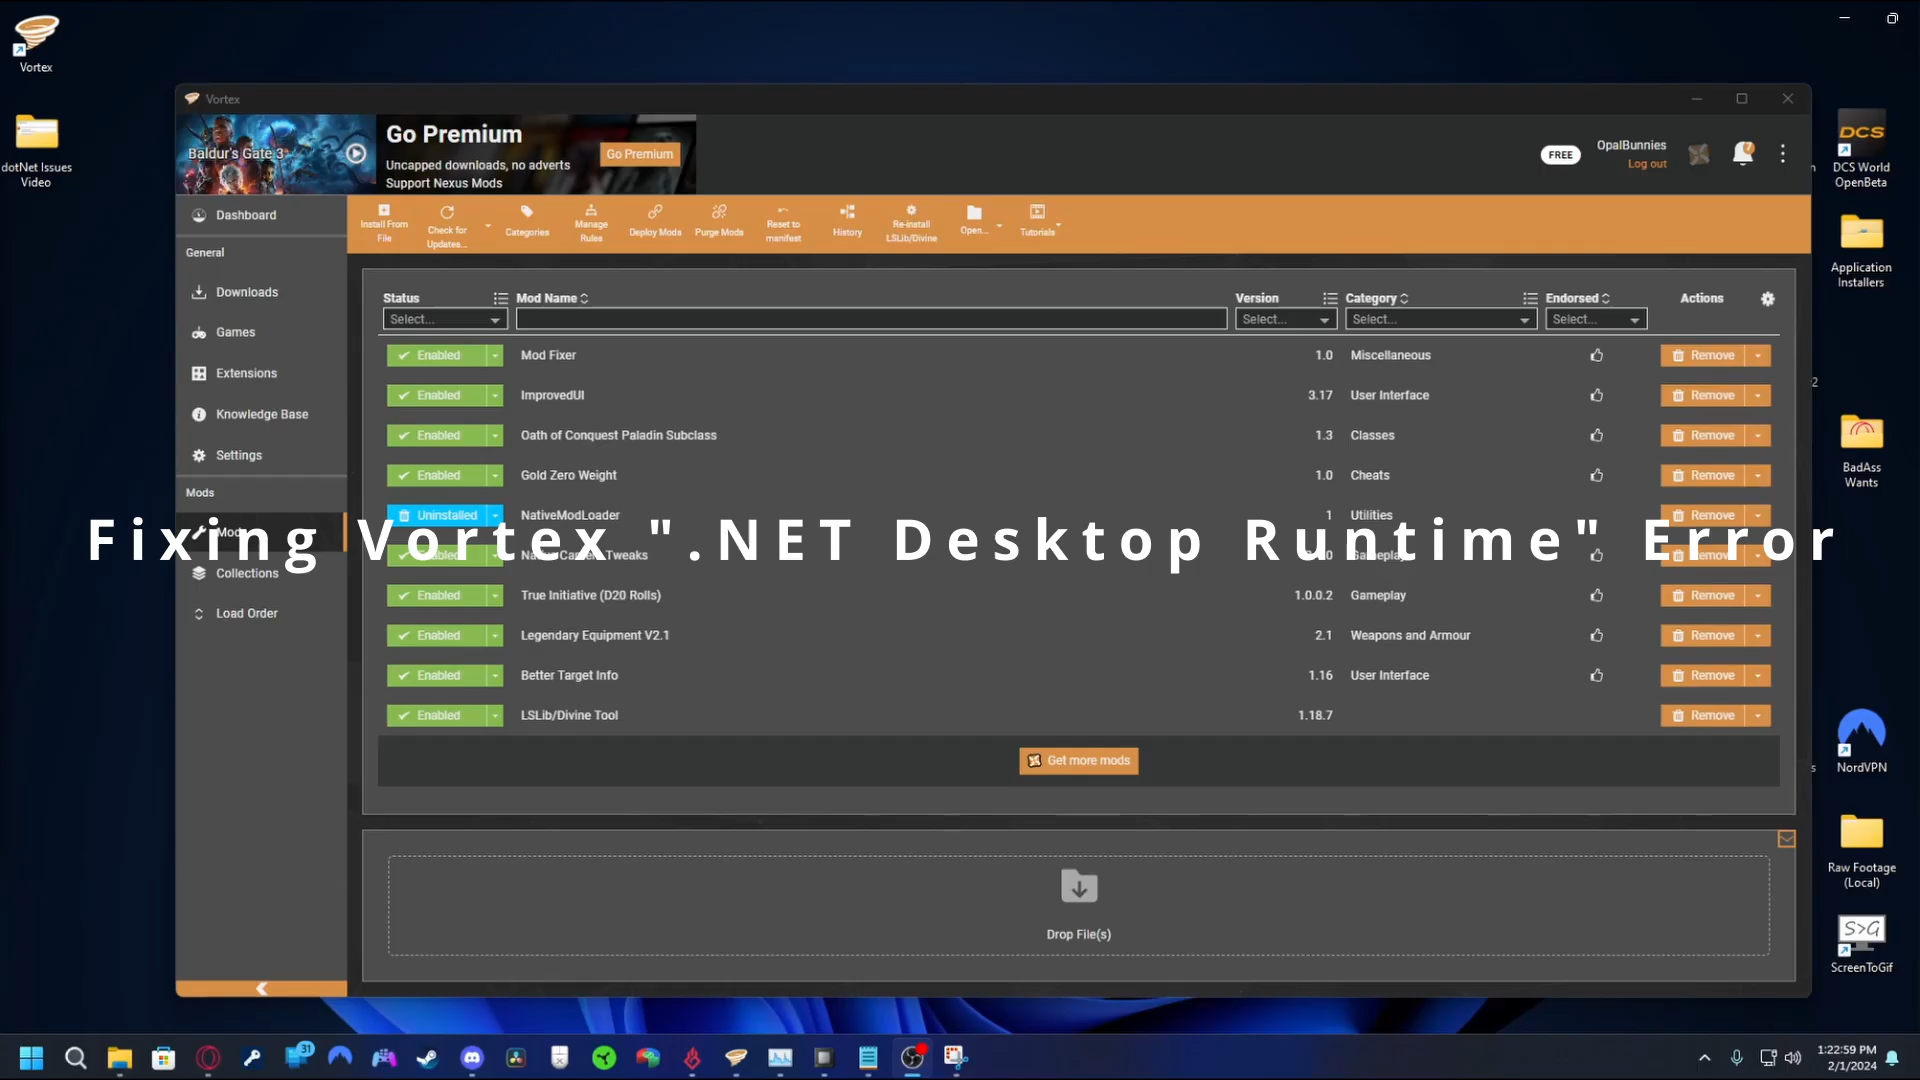 Vortex
dotNet Issues
Video
Vortex
Baldur's Gate 3
Go Premium
Uncapped downloads, no adverts
Support Nexus Mods
Go Premium
FREE
OpalBunnies
Log out
7
Dashboard
General
Downloads
Games
Extensions
Knowledge Base
Settings
Mods
Mods
Collections
Load Order
Install From
File
Check for
Updates...
Categories
Manage
Rules
Deploy Mods
Purge Mods
Reset to
manifest
History
Re-install
LSLib/Divine
Open...
Tutorials
Status
Mod Name
Version
Category
Endorsed
Actions
Select...
Select...
Select...
Select...
Enabled Mod Fixer 1.0 Miscellaneous Remove
Enabled ImprovedUI 3.17 User Interface Remove
Enabled Oath of Conquest Paladin Subclass 1.3 Classes Remove
Enabled Gold Zero Weight 1.0 Cheats Remove
Uninstalled NativeModLoader 1 Utilities Remove
Fixing Vortex ".NET Desktop Runtime" Error
Enabled Tweaks Gameplay Remove
Enabled True Initiative (D20 Rolls) 1.0.0.2 Gameplay Remove
Enabled Legendary Equipment V2.1 2.1 Weapons and Armour Remove
Enabled Better Target Info 1.16 User Interface Remove
Enabled LSLib/Divine Tool 1.18.7 Remove
Get more mods
Drop File(s)
DCS
DCS World
OpenBeta
Application
Installers
BadAss
Wants
NordVPN
Raw Footage
(Local)
S>G
ScreenToGif
31
1:22:59 PM
2/1/2024